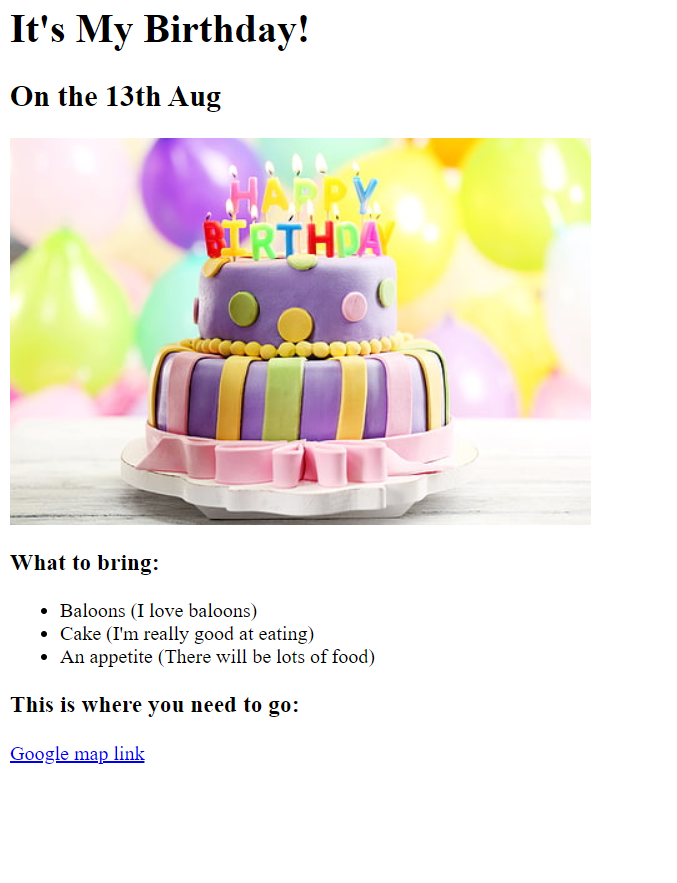 It's My Birthday!
On the 13th Aug
HAPPY
BIRTHDAY
What to bring:
Baloons (I love baloons)
Cake (I'm really good at eating)
An appetite (There will be lots of food)
This is where you need to go:
Google map link